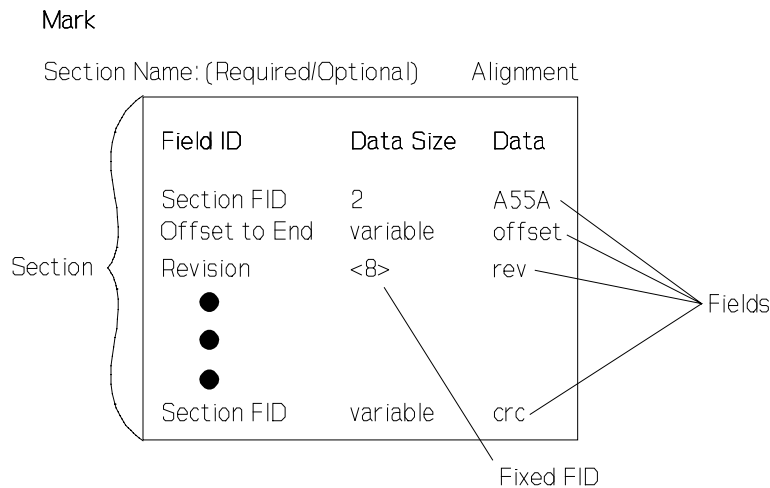 Mark
Section Name: (Required/Optional) Alignment
Field ID Data Size Data
Section FID 2 A55A
Offset to End variable offset
Section Revision <8> rev
Fields
Section FID variable crc
Fixed FID